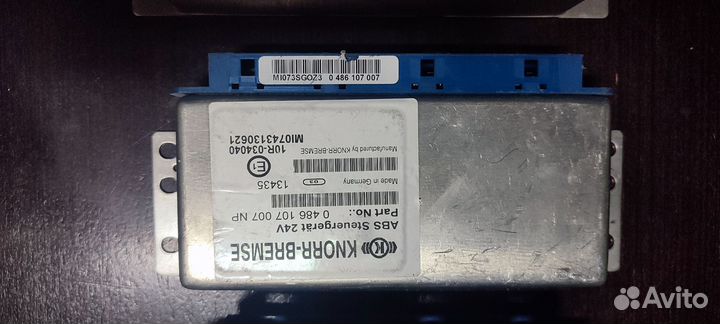 MI073SGOZ3 0 486 107 007
KNORR-BREMSE
ABS Steuergerät 24V
Part No.:
0 486 107 007 NP
Made in Germany 03
13435
E1
10R-034040
MI0743130621
Manufactured by KNORR-BREMSE
Avito